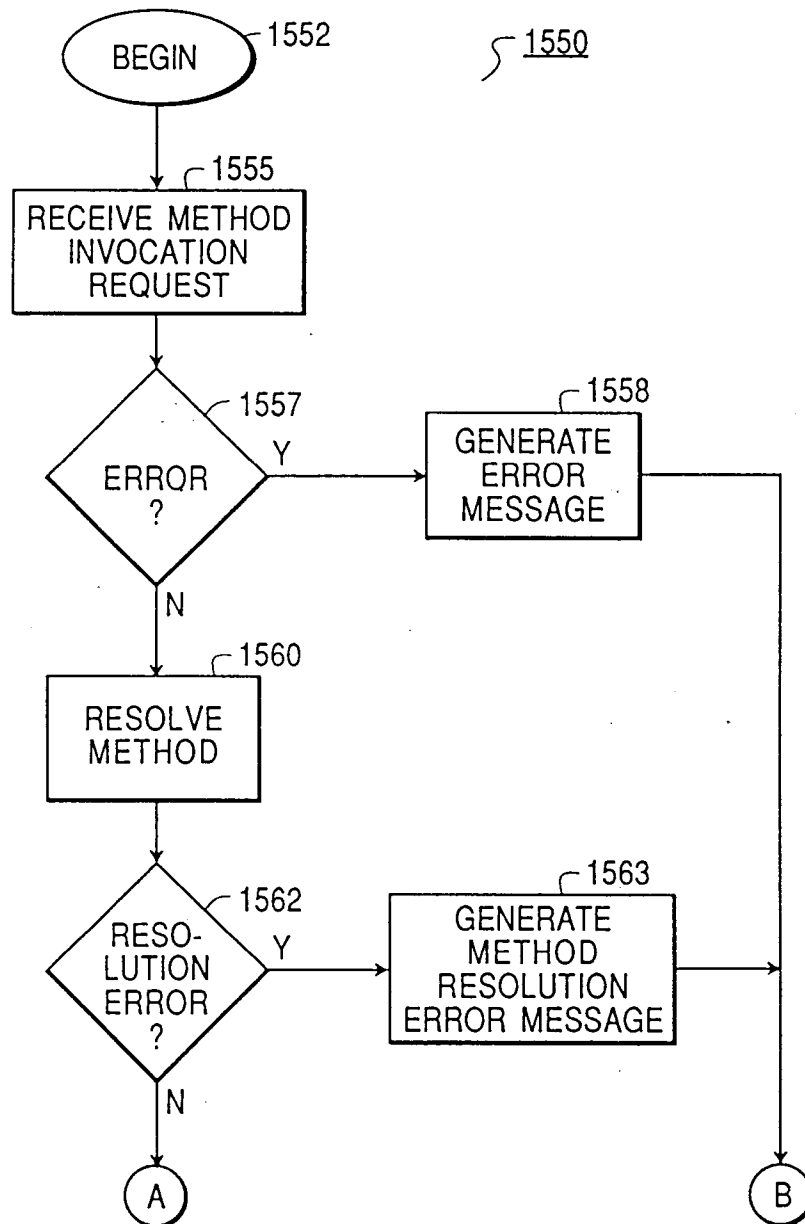 BEGIN
1552
1550
1555
RECEIVE METHOD
INVOCATION
REQUEST
1557
ERROR
?
Y
1558
GENERATE
ERROR
MESSAGE
N
1560
RESOLVE
METHOD
1562
RESO-
LUTION
ERROR
?
Y
1563
GENERATE
METHOD
RESOLUTION
ERROR MESSAGE
N
A
B